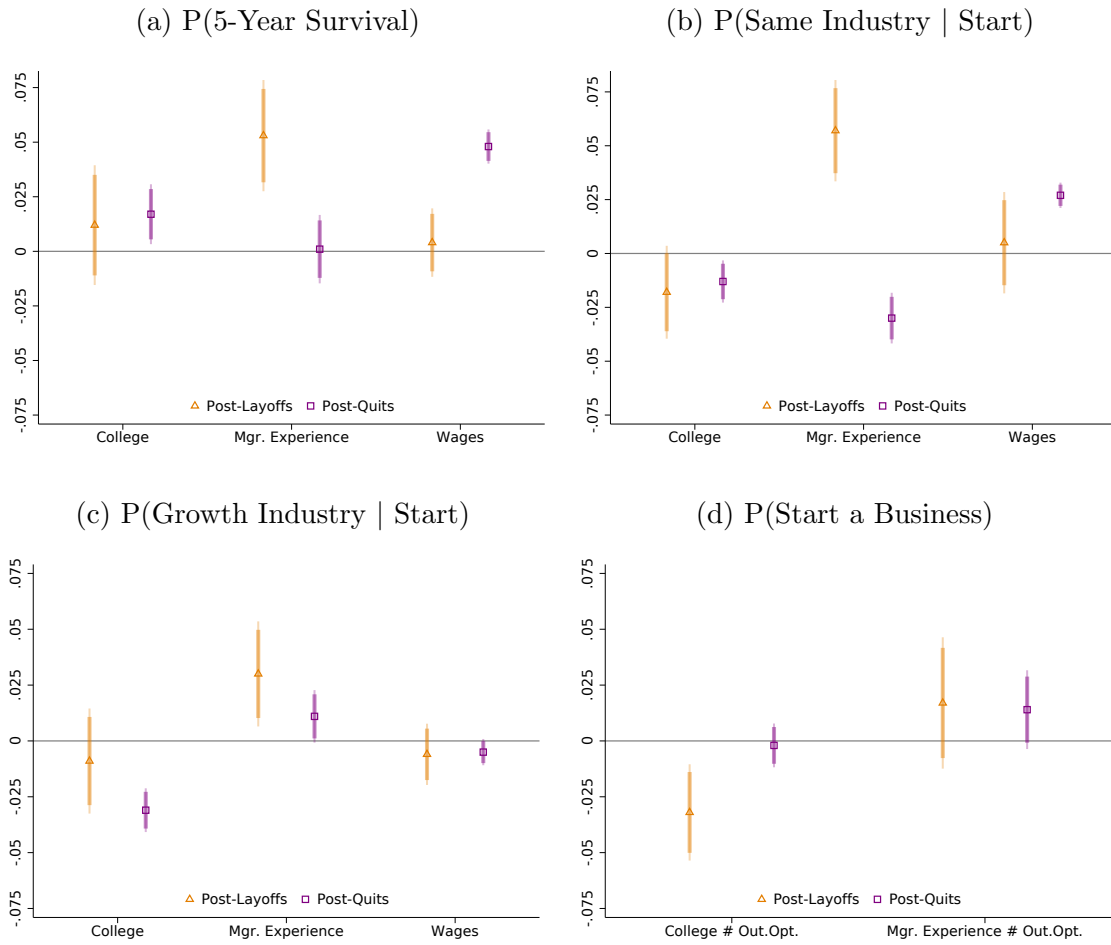 (a) P(5-Year Survival)
.075
.05
.025
0
-.025
-.05
-.075
Post-Layoffs Post-Quits
College Mgr. Experience Wages
(b) P(Same Industry | Start)
.075
.05
.025
0
-.025
-.05
-.075
Post-Layoffs Post-Quits
College Mgr. Experience Wages
(c) P(Growth Industry | Start)
.075
.05
.025
0
-.025
-.05
-.075
Post-Layoffs Post-Quits
College Mgr. Experience Wages
(d) P(Start a Business)
.075
.05
.025
0
-.025
-.05
-.075
Post-Layoffs Post-Quits
College # Out.Opt. Mgr. Experience # Out.Opt.